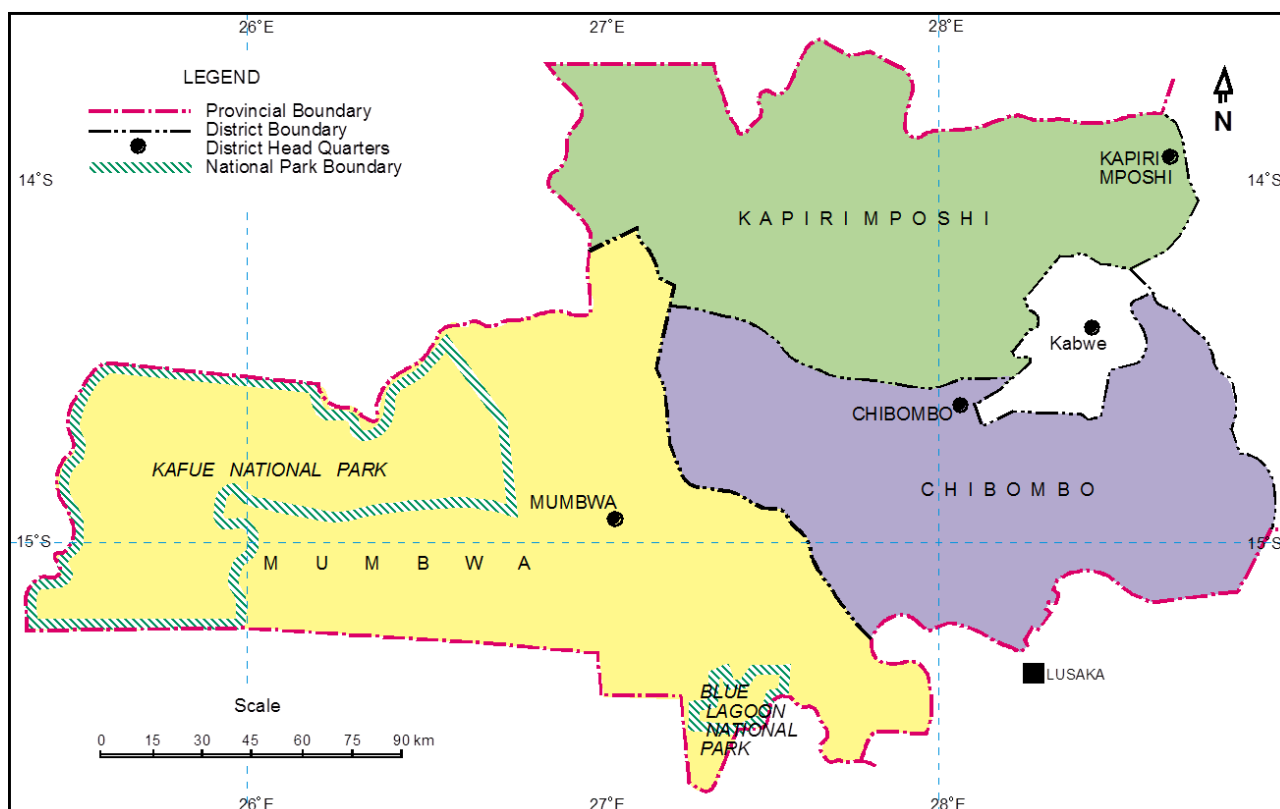 26°E
27°E
28°E
LEGEND
Provincial Boundary
District Boundary
District Head Quarters
National Park Boundary
N
14°S
14°S
KAPIRI
MPOSHI
K A P I R I M P O S H I
Kabwe
CHIBOMBO
KAFUE NATIONAL PARK
C H I B O M B O
MUMBWA
15°S
15°S
M U M B W A
LUSAKA
BLUE
LAGOON
NATIONAL
PARK
Scale
0 15 30 45 60 75 90 km
26°E
27°E
28°E